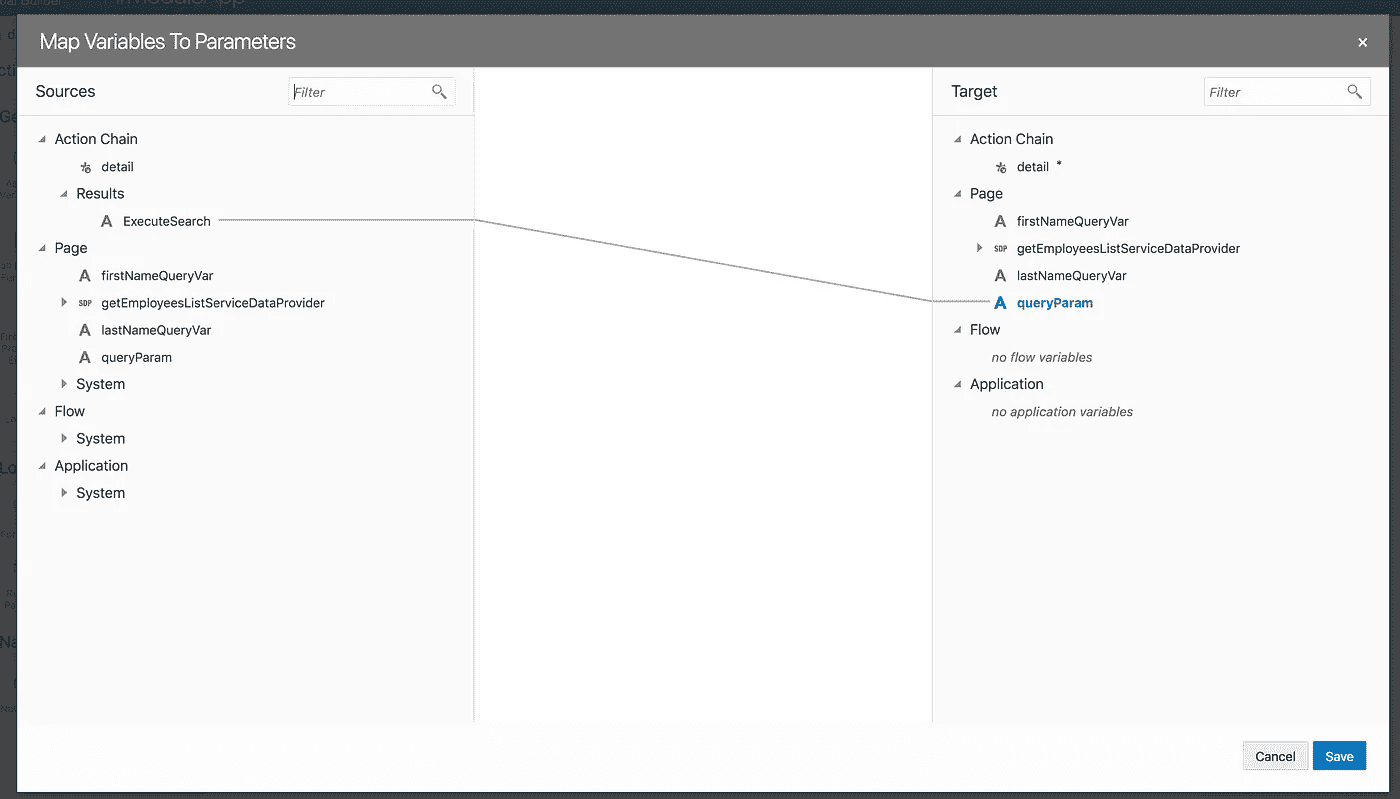 Map Variables To Parameters
Sources
Filter
Action Chain
detail
Results
A ExecuteSearch
Page
A firstNameQueryVar
SDP getEmployeesListServiceDataProvider
A lastNameQueryVar
A queryParam
System
Flow
System
Application
System
Target
Filter
Action Chain
detail *
Page
A firstNameQueryVar
SDP getEmployeesListServiceDataProvider
A lastNameQueryVar
A queryParam
Flow
no flow variables
Application
no application variables
Cancel
Save